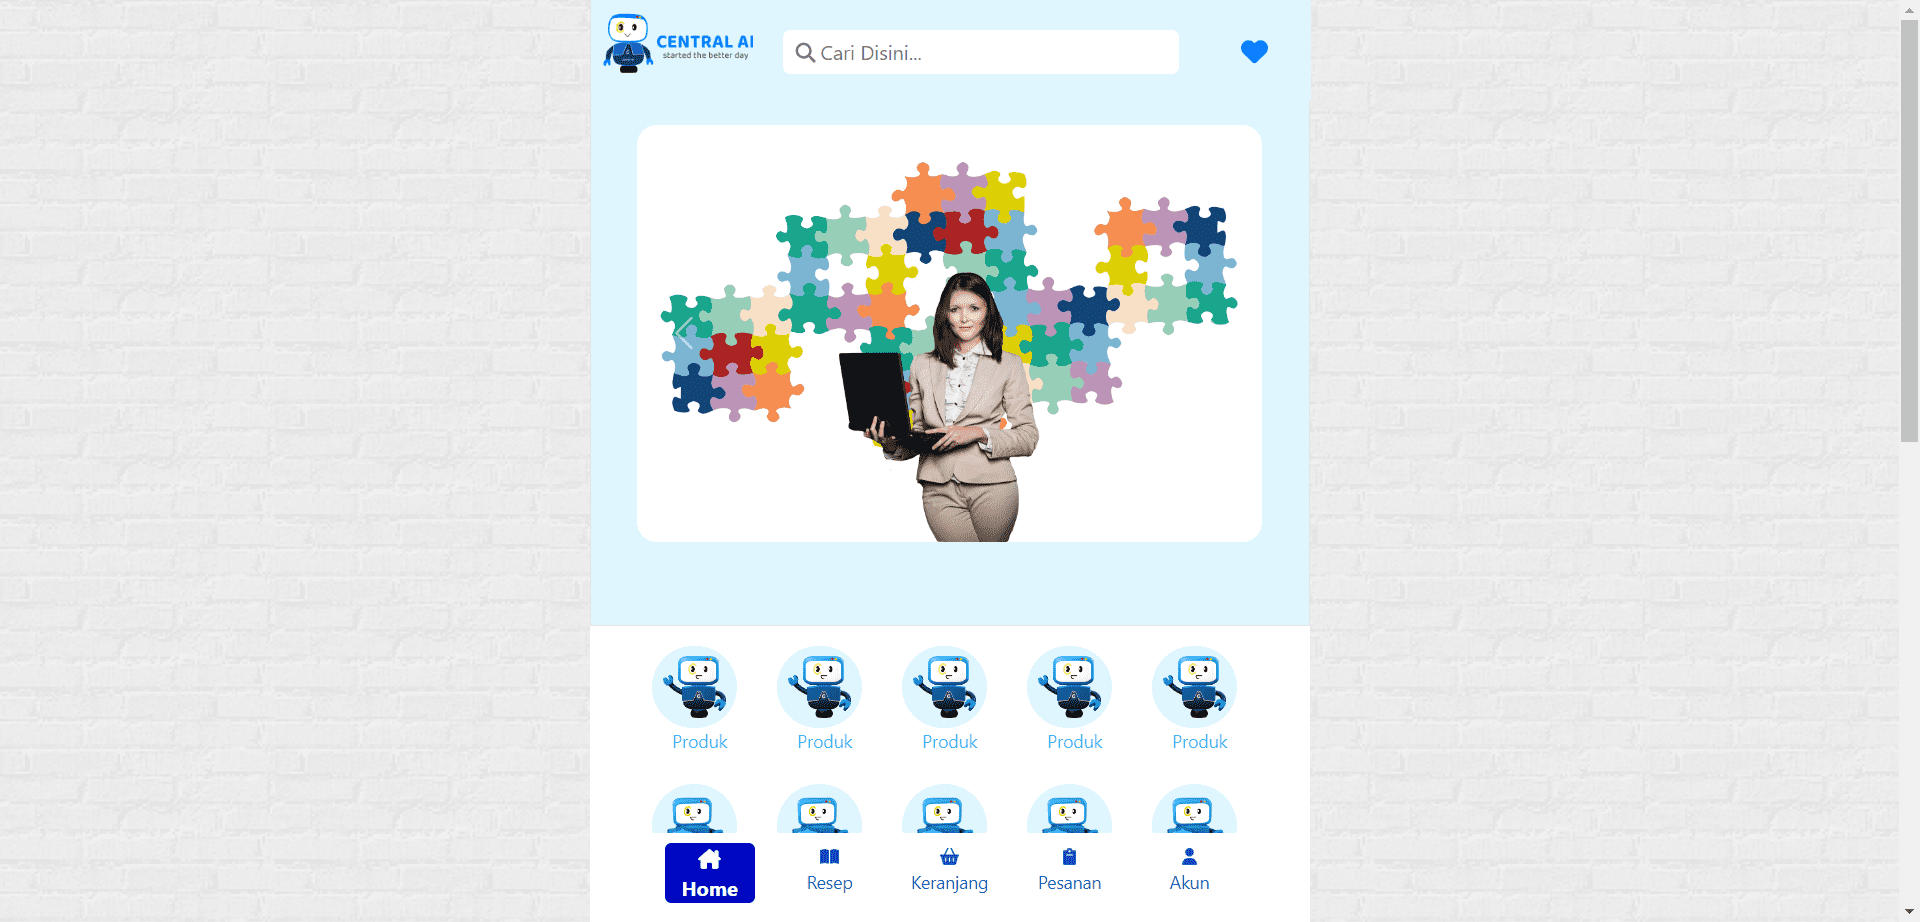 CENTRAL AI
started the better day
Cari Disini...
Produk
Produk
Produk
Produk
Produk
Home
Resep
Keranjang
Pesanan
Akun